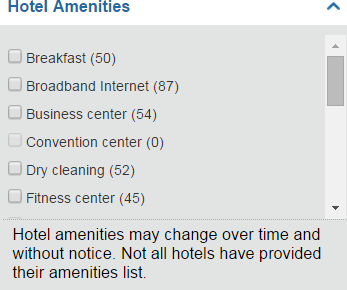 Hotel Amenities
Breakfast (50)
Broadband Internet (87)
Business center (54)
Convention center (0)
Dry cleaning (52)
Fitness center (45)
Hotel amenities may change over time and
without notice. Not all hotels have provided
their amenities list.